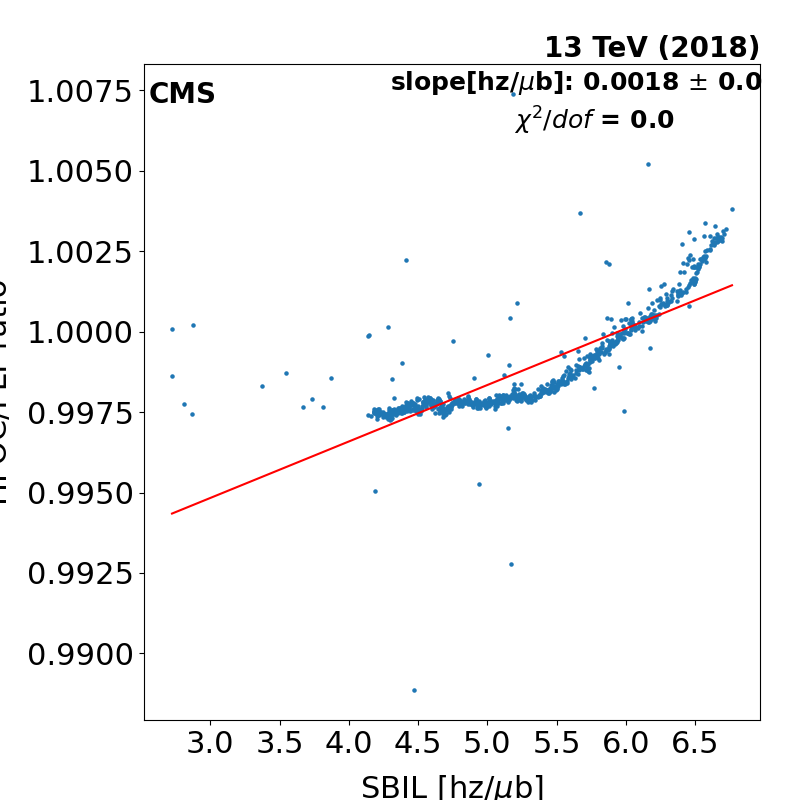 13 TeV (2018)
CMS
slope[hz/μb]: 0.0018 ± 0.0
χ²/dof = 0.0
1.0075
1.0050
1.0025
1.0000
0.9975
0.9950
0.9925
0.9900
3.0 3.5 4.0 4.5 5.0 5.5 6.0 6.5
SBIL [hz/μb]